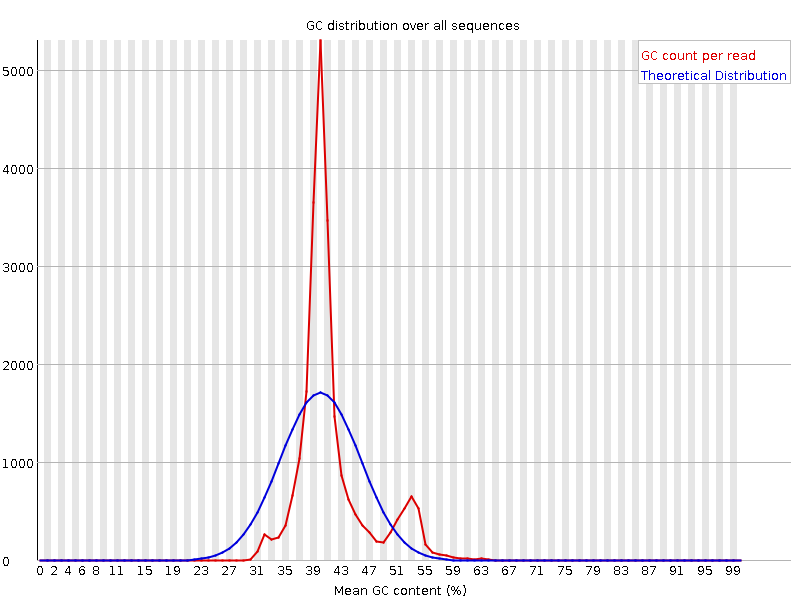 GC distribution over all sequences
GC count per read
Theoretical Distribution
5000
4000
3000
2000
1000
0
0 2 4 6 8 11 15 19 23 27 31 35 39 43 47 51 55 59 63 67 71 75 79 83 87 91 95 99
Mean GC content (%)